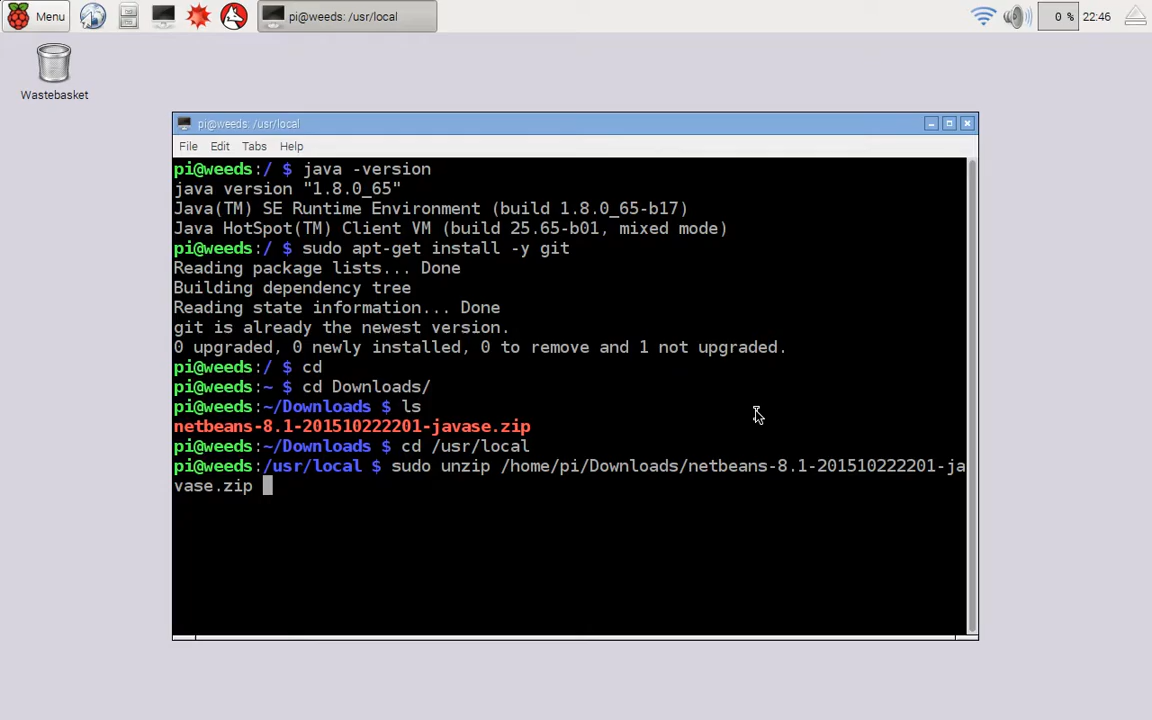 Menu
pi@weeds: /usr/local
0 %
22:46
Wastebasket
pi@weeds: /usr/local
File Edit Tabs Help
pi@weeds:/ $ java -version
java version "1.8.0_65"
Java(TM) SE Runtime Environment (build 1.8.0_65-b17)
Java HotSpot(TM) Client VM (build 25.65-b01, mixed mode)
pi@weeds:/ $ sudo apt-get install -y git
Reading package lists... Done
Building dependency tree
Reading state information... Done
git is already the newest version.
0 upgraded, 0 newly installed, 0 to remove and 1 not upgraded.
pi@weeds:/ $ cd
pi@weeds:~ $ cd Downloads/
pi@weeds:~/Downloads $ ls
netbeans-8.1-201510222201-javase.zip
pi@weeds:~/Downloads $ cd /usr/local
pi@weeds:/usr/local $ sudo unzip /home/pi/Downloads/netbeans-8.1-201510222201-ja
vase.zip